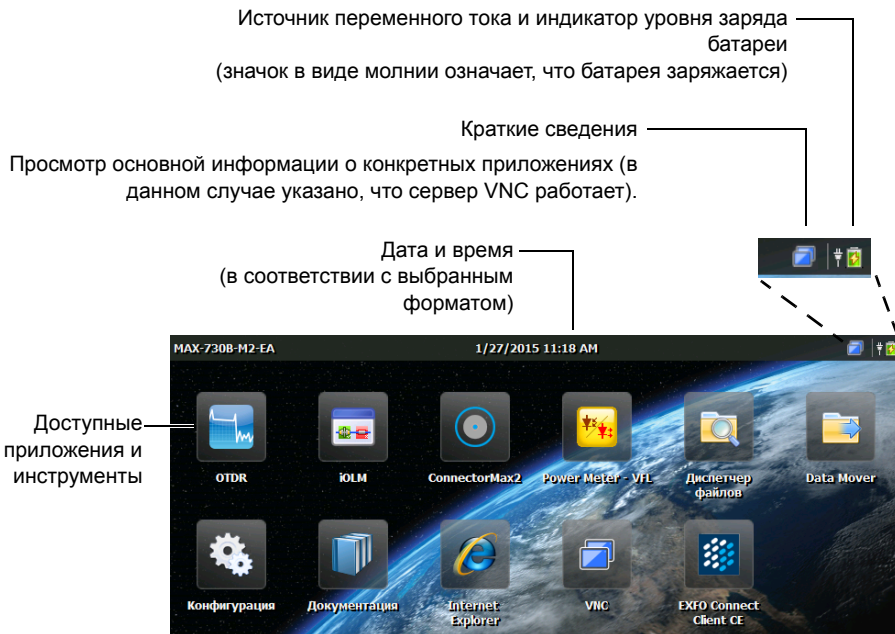 Источник переменного тока и индикатор уровня заряда
батареи
(значок в виде молнии означает, что батарея заряжается)
Краткие сведения
Просмотр основной информации о конкретных приложениях (в
данном случае указано, что сервер VNC работает).
Дата и время
(в соответствии с выбранным
форматом)
MAX-730B-M2-EA
1/27/2015 11:18 AM
Доступные
приложения и
инструменты
OTDR
iOLM
ConnectorMax2
Power Meter - VFL
Диспетчер
файлов
Data Mover
Конфигурация
Документация
Internet
Explorer
VNC
EXFO Connect
Client CE